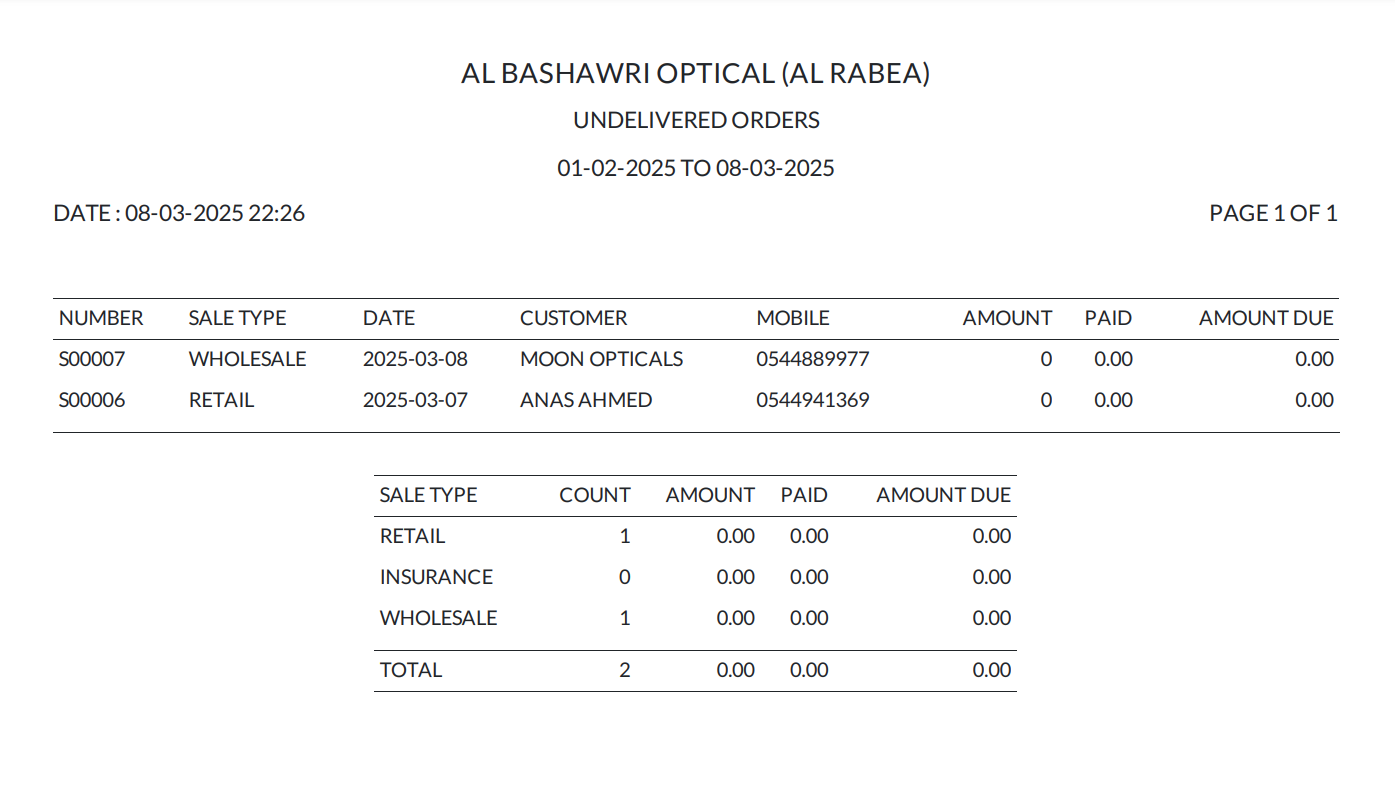 AL BASHAWRI OPTICAL (AL RABEA)
UNDELIVERED ORDERS
01-02-2025 TO 08-03-2025
DATE : 08-03-2025 22:26 PAGE 1 OF 1
NUMBER SALE TYPE DATE CUSTOMER MOBILE AMOUNT PAID AMOUNT DUE
S00007 WHOLESALE 2025-03-08 MOON OPTICALS 0544889977 0 0.00 0.00
S00006 RETAIL 2025-03-07 ANAS AHMED 0544941369 0 0.00 0.00
SALE TYPE COUNT AMOUNT PAID AMOUNT DUE
RETAIL 1 0.00 0.00 0.00
INSURANCE 0 0.00 0.00 0.00
WHOLESALE 1 0.00 0.00 0.00
TOTAL 2 0.00 0.00 0.00